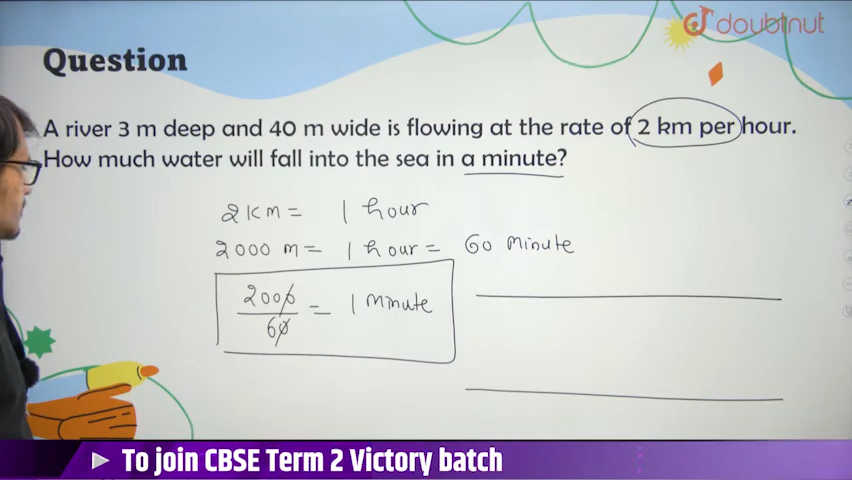 doubtnut
Question
A river 3 m deep and 40 m wide is flowing at the rate of 2 km per hour.
How much water will fall into the sea in a minute?
2 km = 1 hour
2000 m = 1 hour = 60 minute
2000/60 = 1 minute
To join CBSE Term 2 Victory batch